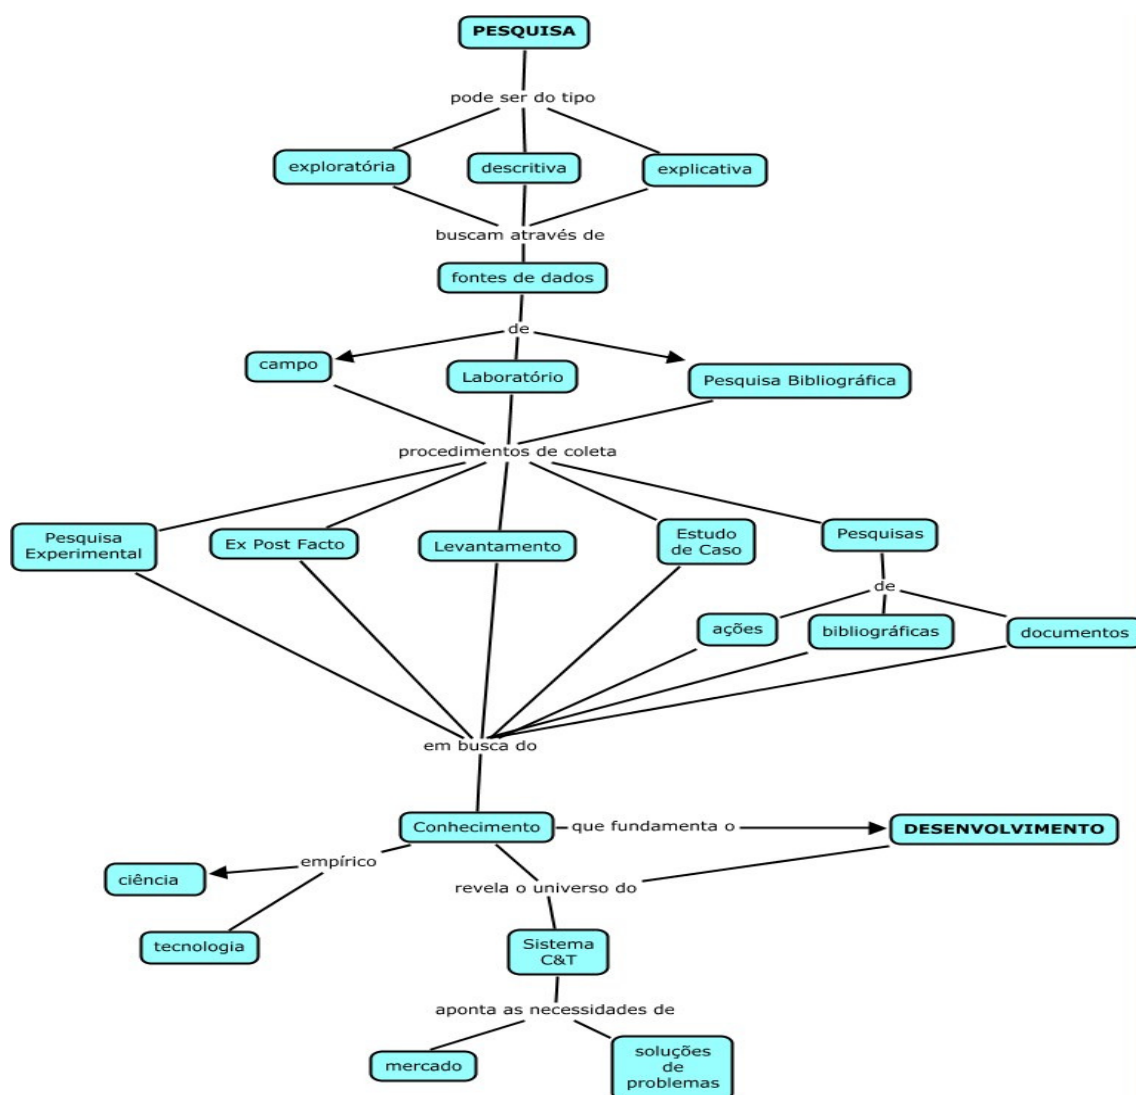 PESQUISA
pode ser do tipo
exploratória
descritiva
explicativa
buscam através de
fontes de dados
de
campo
Laboratório
Pesquisa Bibliográfica
procedimentos de coleta
Pesquisa
Experimental
Ex Post Facto
Levantamento
Estudo
de Caso
Pesquisas
de
ações
bibliográficas
documentos
em busca do
Conhecimento
que fundamenta o
DESENVOLVIMENTO
empírico
ciência
revela o universo do
tecnologia
Sistema
C&T
aponta as necessidades de
mercado
soluções
de
problemas